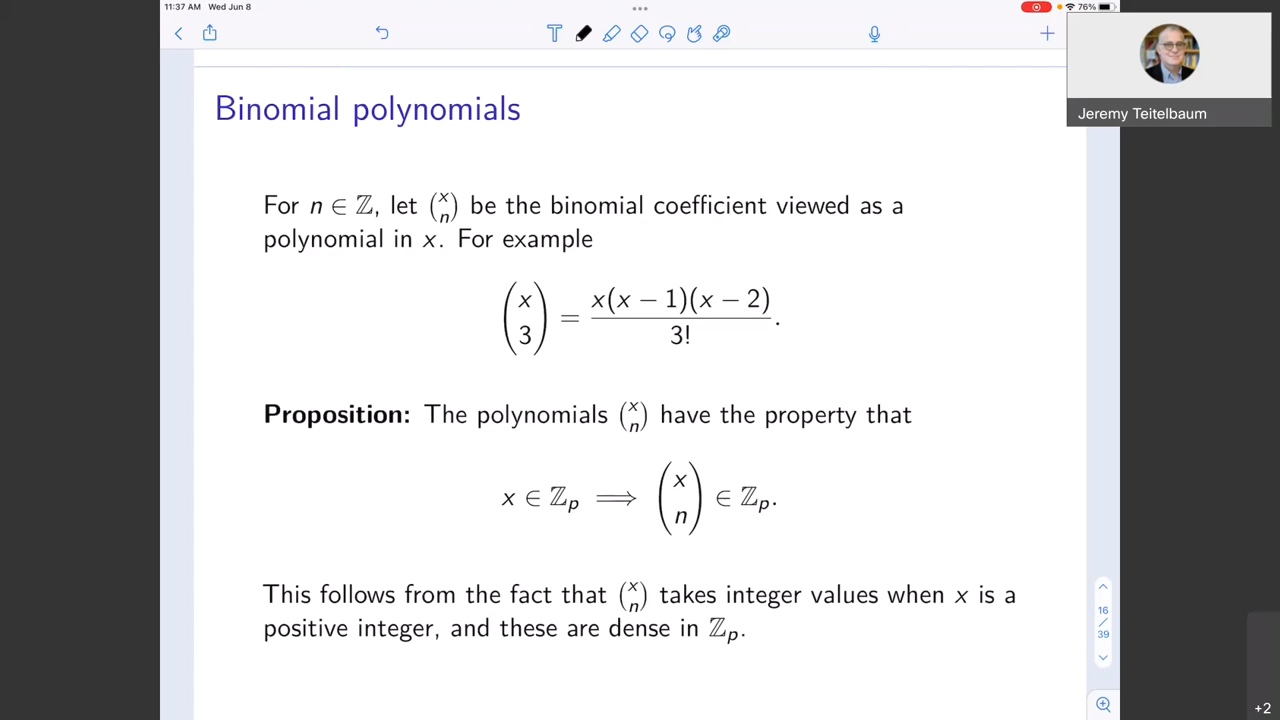 11:37 AM Wed Jun 8
76%
Jeremy Teitelbaum
Binomial polynomials
For n ∈ ℤ, let (x n) be the binomial coefficient viewed as a
polynomial in x. For example
(x 3) = x(x − 1)(x − 2) / 3! .
Proposition: The polynomials (x n) have the property that
x ∈ ℤp ⟹ (x n) ∈ ℤp.
This follows from the fact that (x n) takes integer values when x is a
positive integer, and these are dense in ℤp.
16
/
39
+2